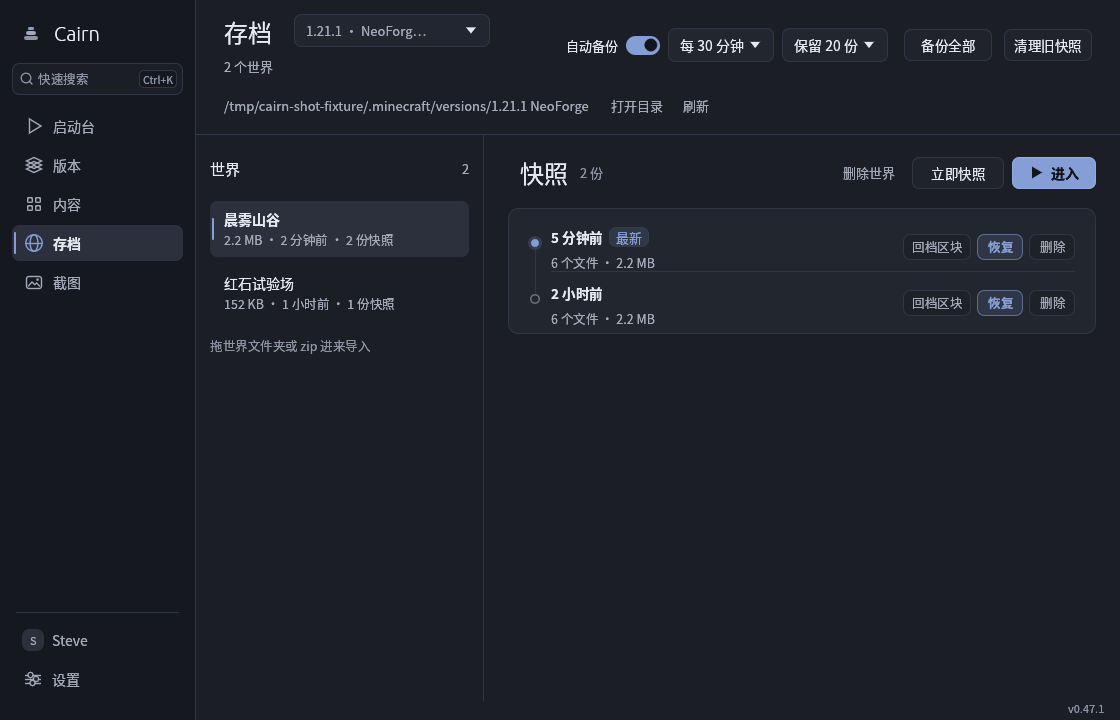 Cairn
快速搜索 Ctrl+K
启动台
版本
内容
存档
截图
Steve
S
设置
存档
1.21.1 • NeoForg…
2 个世界
自动备份 每 30 分钟 保留 20 份 备份全部 清理旧快照
/tmp/cairn-shot-fixture/.minecraft/versions/1.21.1 NeoForge 打开目录 刷新
世界 2
晨雾山谷
2.2 MB • 2 分钟前 • 2 份快照
红石试验场
152 KB • 1 小时前 • 1 份快照
拖世界文件夹或 zip 进来导入
快照 2 份 删除世界 立即快照 进入
5 分钟前 最新
6 个文件 • 2.2 MB
回档区块 恢复 删除
2 小时前
6 个文件 • 2.2 MB
回档区块 恢复 删除
v0.47.1